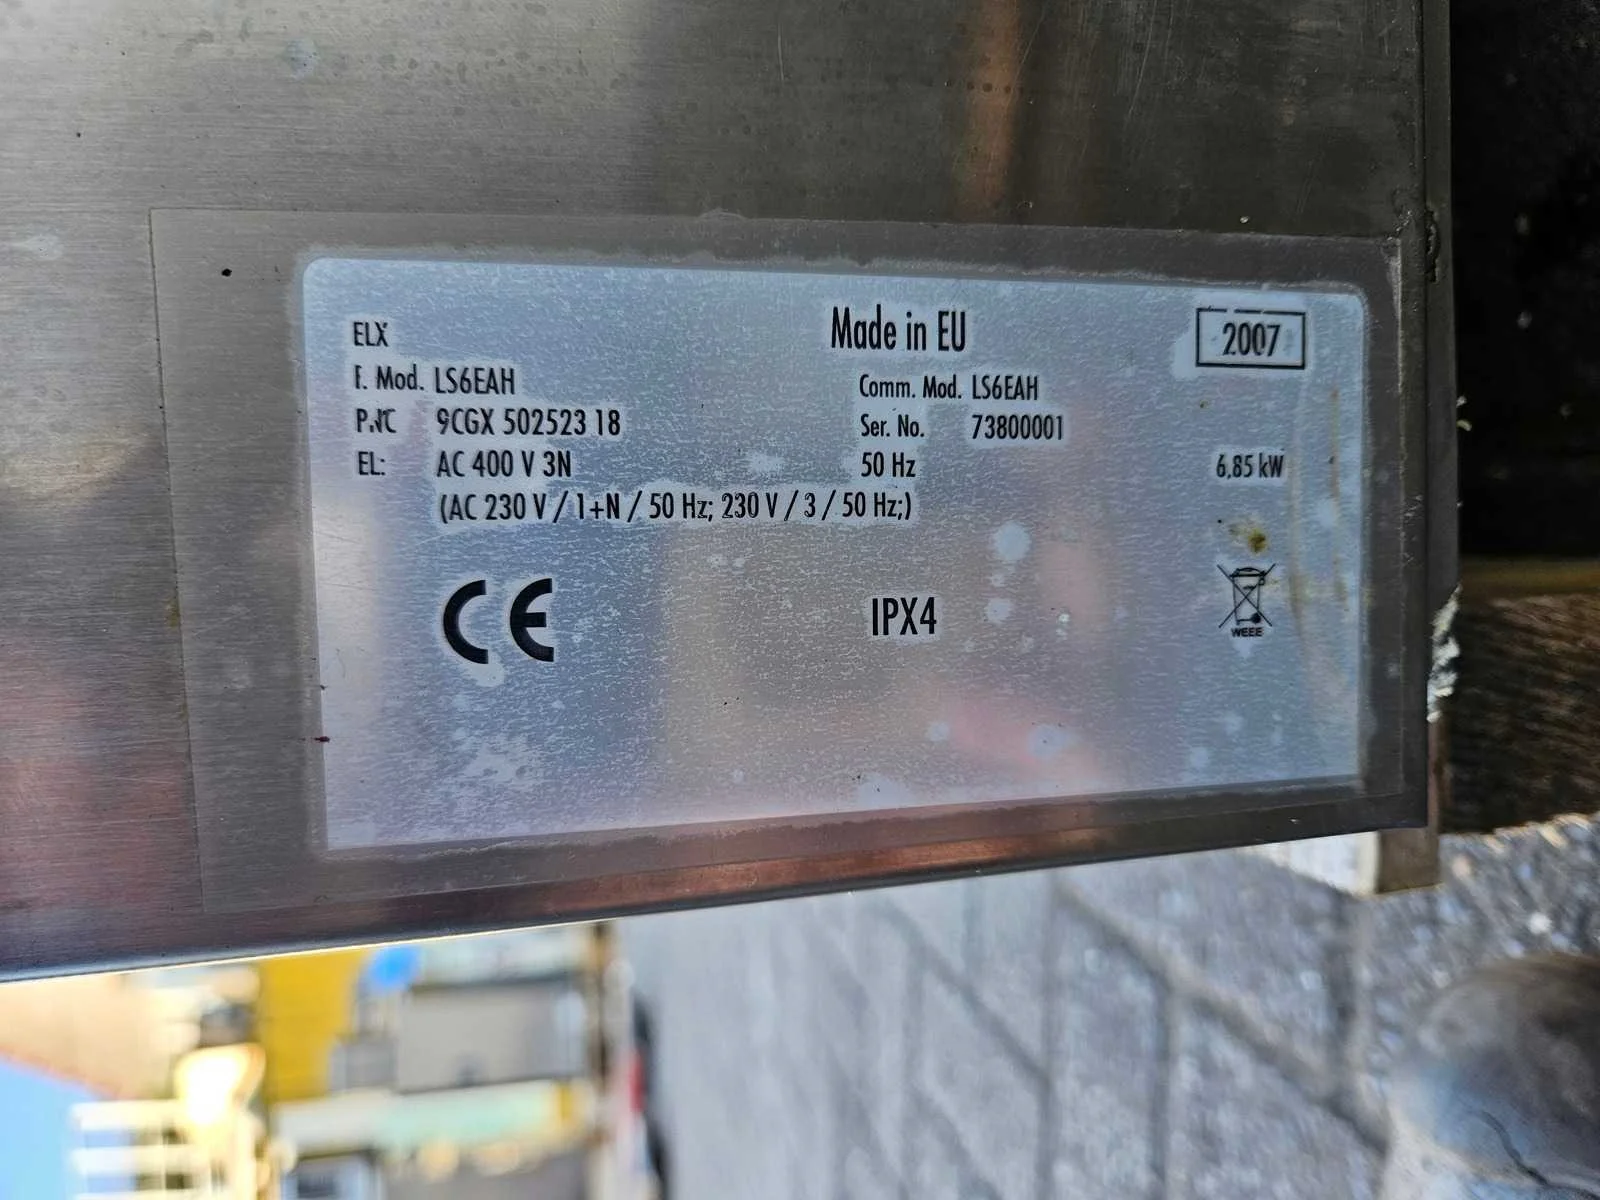 ELX Made in EU 2007
F. Mod. LS6EAH Comm. Mod. LS6EAH
PNC 9CGX 502523 18 Ser. No. 73800001
EL: AC 400 V 3N 50 Hz 6,85 kW
(AC 230 V / 1+N / 50 Hz; 230 V / 3 / 50 Hz;)
CE IPX4 WEEE